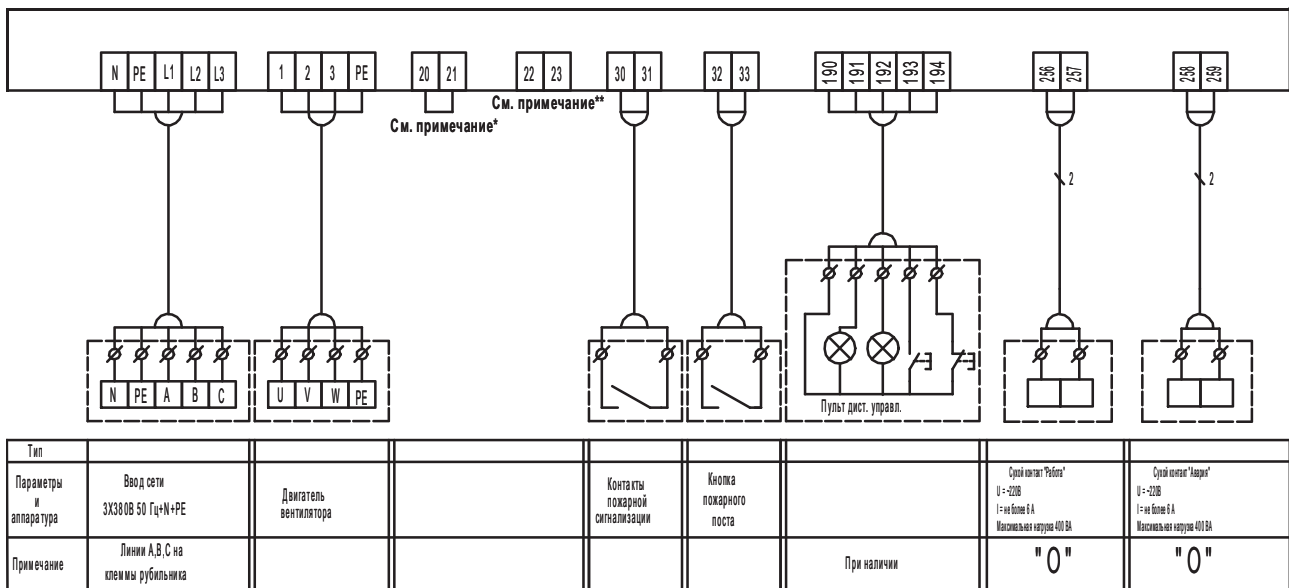 N PE L1 L2 L3 1 2 3 PE 20 21 22 23 30 31 32 33 190 191 192 193 194 256 257 258 259
См. примечание**
См. примечание*
2 2
N PE A B C U V W PE
Пульт дист. управл.
Тип
Параметры
и
аппаратура
Ввод сети
3Х380В 50 Гц+N+PE
Двигатель
вентилятора
Контакты
пожарной
сигнализации
Кнопка
пожарного
поста
Сухой контакт "Работа"
U = ~220В
I = не более 6 А
Максимальная нагрузка 400 ВА
Сухой контакт "Авария"
U = ~220В
I = не более 6 А
Максимальная нагрузка 400 ВА
Примечание
Линии А,В,С на
клеммы рубильника
При наличии
" О "
" О "